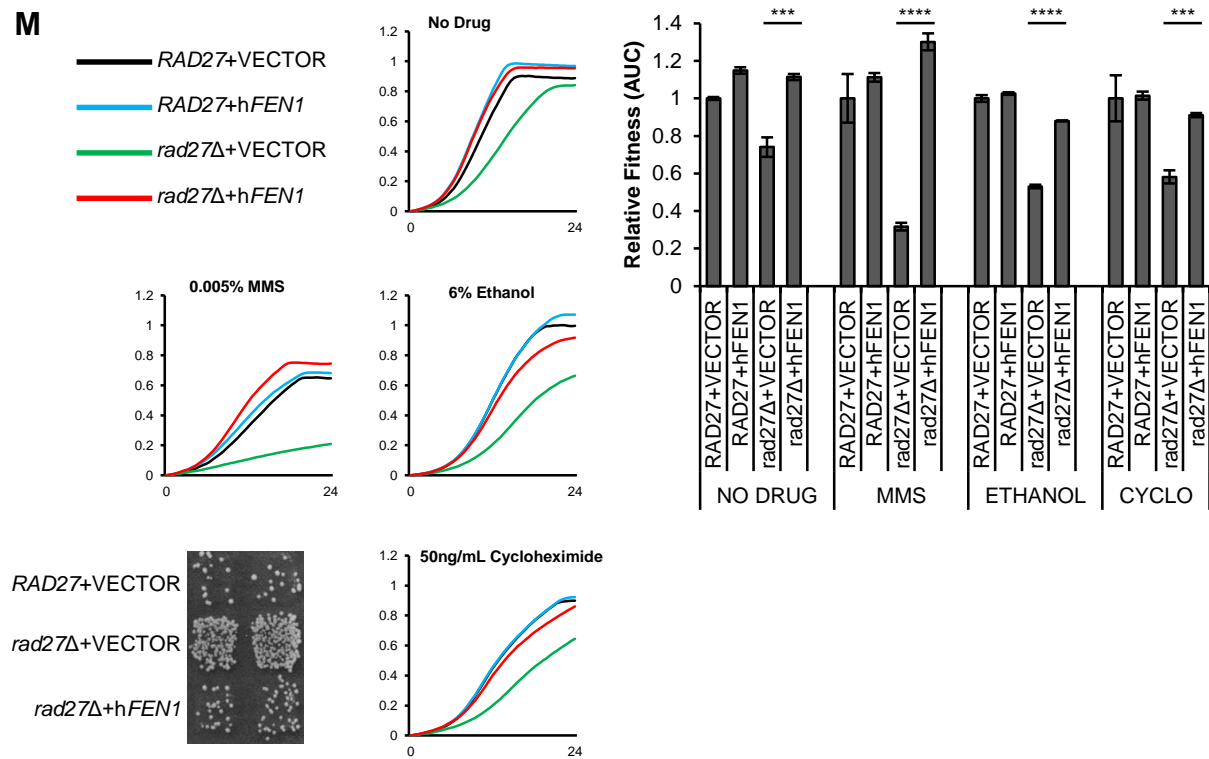 M
RAD27+VECTOR
RAD27+hFEN1
rad27Δ+VECTOR
rad27Δ+hFEN1
No Drug
1.2
1
0.8
0.6
0.4
0.2
0
0
24
0.005% MMS
1.2
1
0.8
0.6
0.4
0.2
0
0
24
6% Ethanol
1.2
1
0.8
0.6
0.4
0.2
0
0
24
RAD27+VECTOR
rad27Δ+VECTOR
rad27Δ+hFEN1
50ng/mL Cycloheximide
1.2
1
0.8
0.6
0.4
0.2
0
0
24
Relative Fitness (AUC)
1.4
1.2
1
0.8
0.6
0.4
0.2
0
***
****
****
***
RAD27+VECTOR
RAD27+hFEN1
rad27Δ+VECTOR
rad27Δ+hFEN1
RAD27+VECTOR
RAD27+hFEN1
rad27Δ+VECTOR
rad27Δ+hFEN1
RAD27+VECTOR
RAD27+hFEN1
rad27Δ+VECTOR
rad27Δ+hFEN1
RAD27+VECTOR
RAD27+hFEN1
rad27Δ+VECTOR
rad27Δ+hFEN1
NO DRUG
MMS
ETHANOL
CYCLO